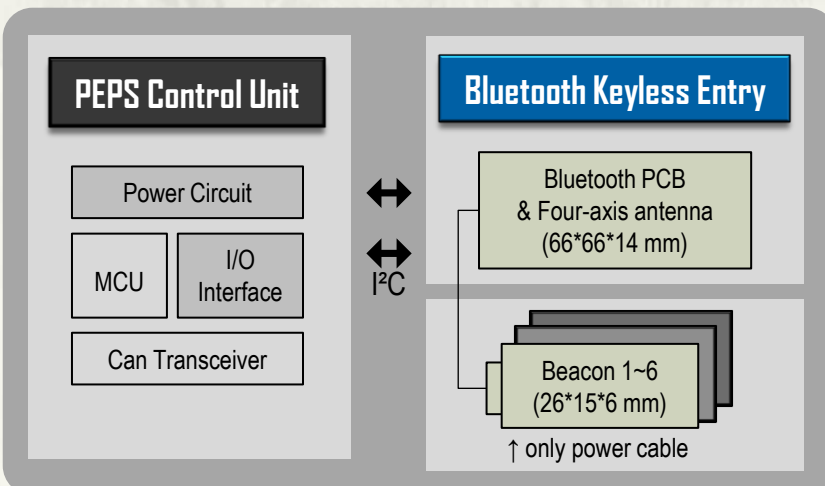 PEPS Control Unit
Power Circuit
MCU
I/O
Interface
Can Transceiver
I²C
Bluetooth Keyless Entry
Bluetooth PCB
& Four-axis antenna
(66*66*14 mm)
Beacon 1~6
(26*15*6 mm)
↑ only power cable